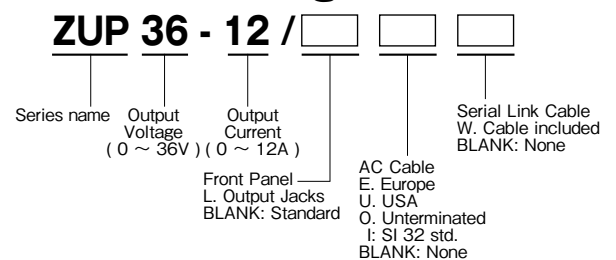 ZUP 36 - 12 /
Series name
Output
Voltage
( 0 ～ 36V )
Output
Current
( 0 ～ 12A )
Front Panel
L. Output Jacks
BLANK: Standard
AC Cable
E. Europe
U. USA
O. Unterminated
I: SI 32 std.
BLANK: None
Serial Link Cable
W. Cable included
BLANK: None